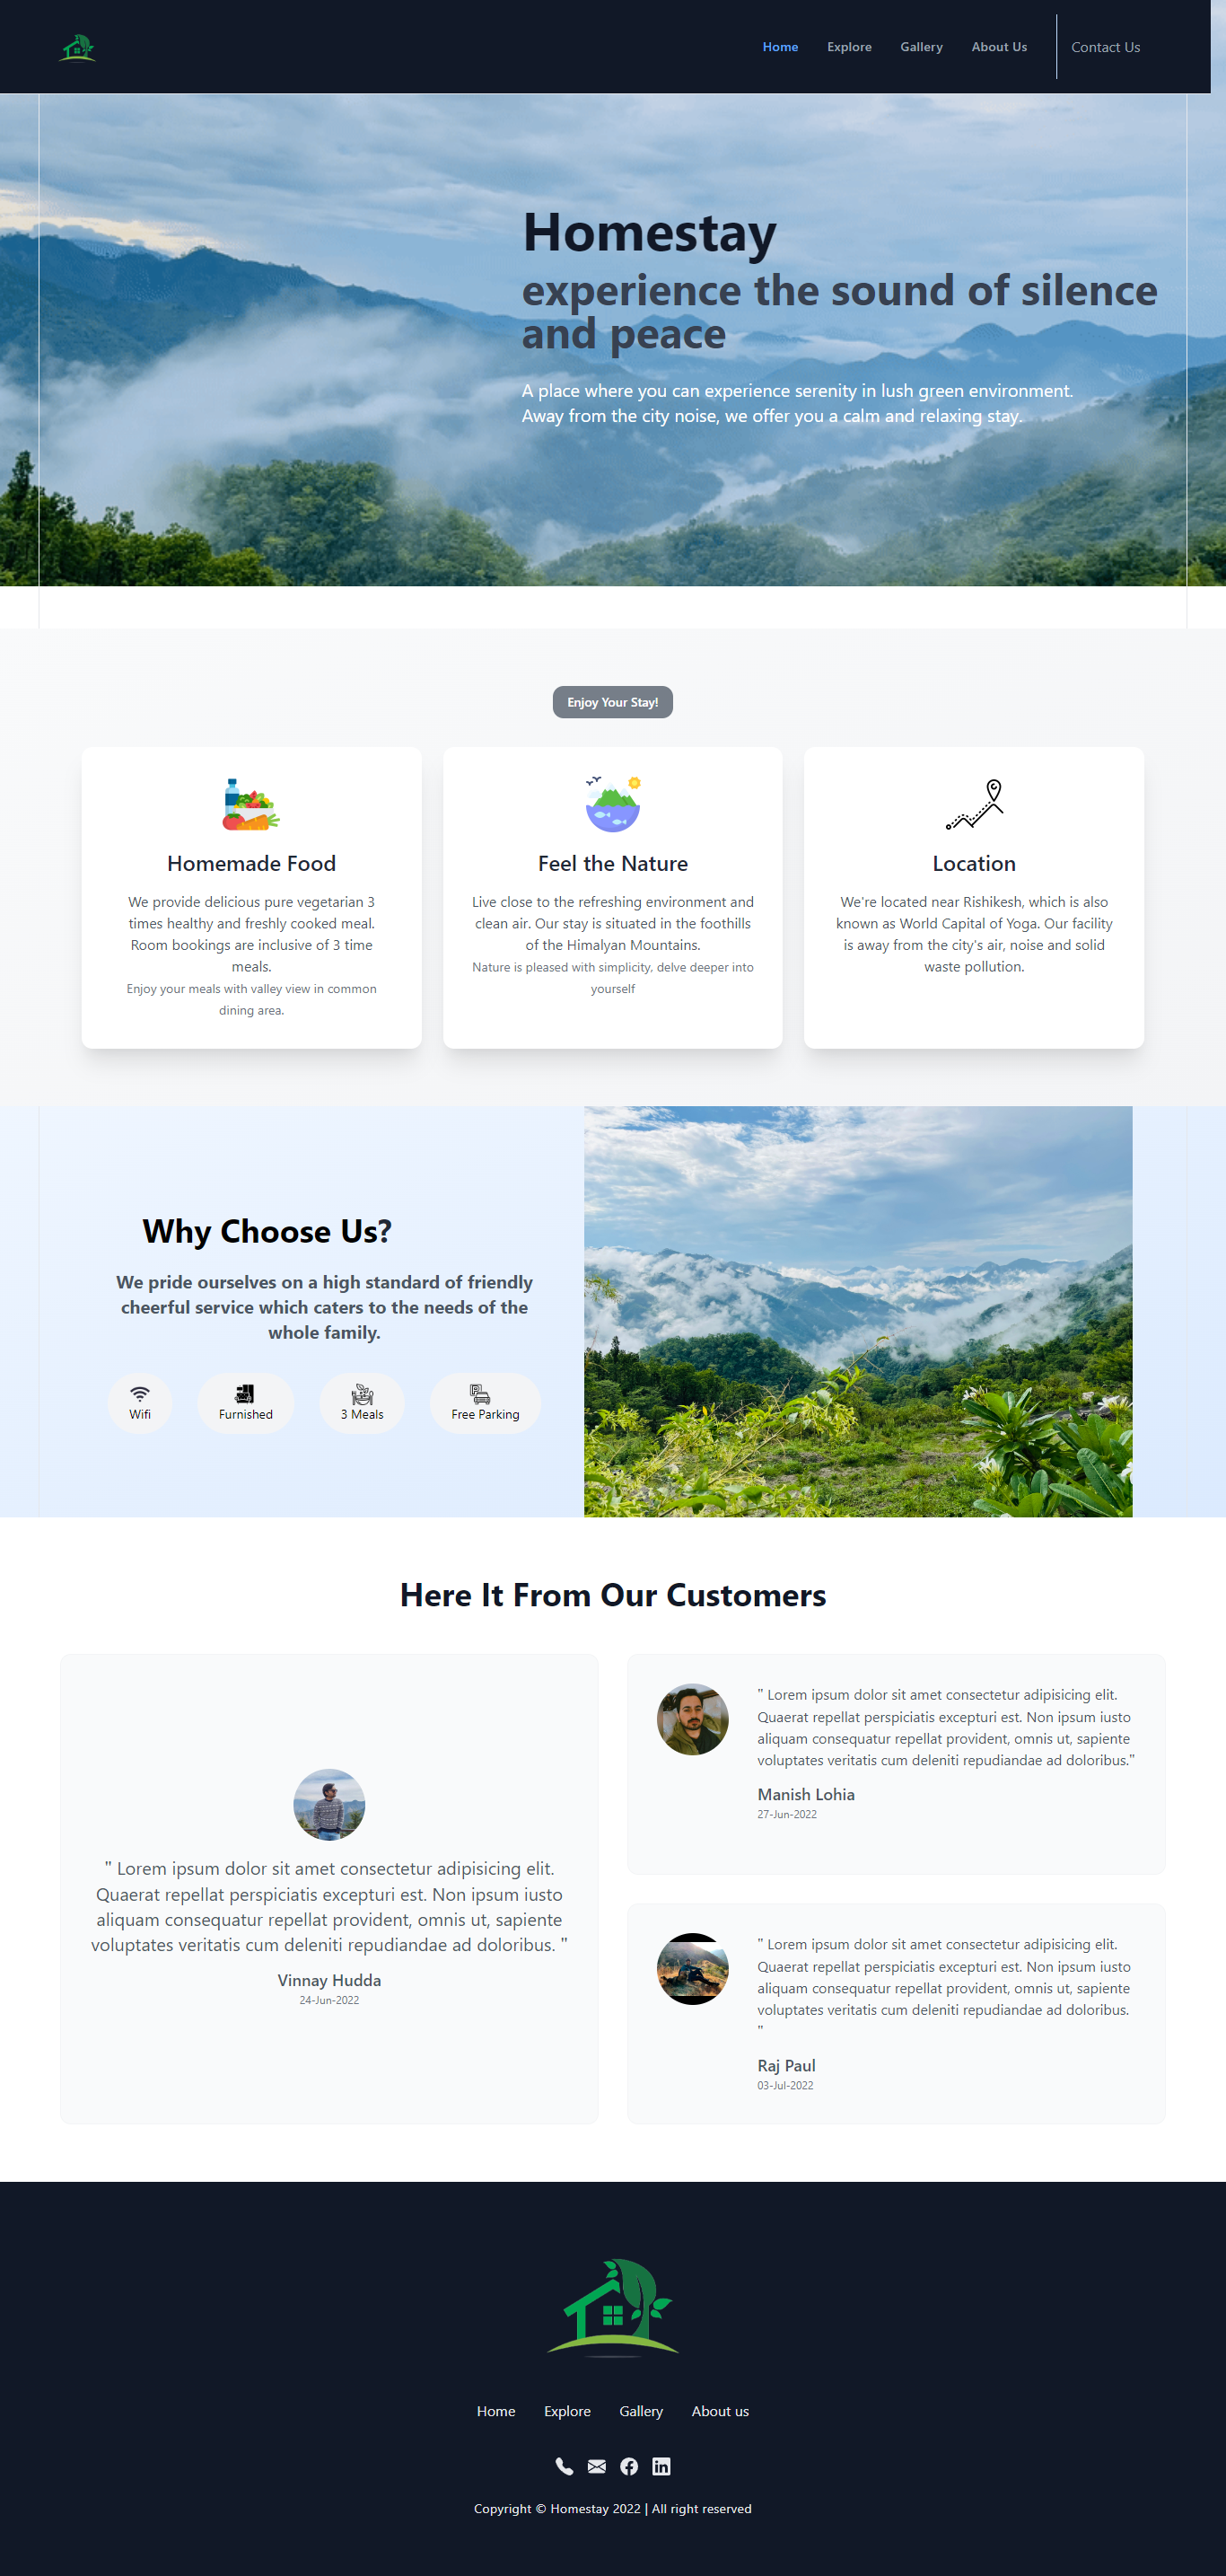 Home Explore Gallery About Us Contact Us
Homestay
experience the sound of silence
and peace
A place where you can experience serenity in lush green environment.
Away from the city noise, we offer you a calm and relaxing stay.
Enjoy Your Stay!
Homemade Food
We provide delicious pure vegetarian 3
times healthy and freshly cooked meal.
Room bookings are inclusive of 3 time
meals.
Enjoy your meals with valley view in common
dining area.
Feel the Nature
Live close to the refreshing environment and
clean air. Our stay is situated in the foothills
of the Himalyan Mountains.
Nature is pleased with simplicity, delve deeper into
yourself
Location
We're located near Rishikesh, which is also
known as World Capital of Yoga. Our facility
is away from the city's air, noise and solid
waste pollution.
Why Choose Us?
We pride ourselves on a high standard of friendly
cheerful service which caters to the needs of the
whole family.
Wifi Furnished 3 Meals Free Parking
Here It From Our Customers
" Lorem ipsum dolor sit amet consectetur adipisicing elit.
Quaerat repellat perspiciatis excepturi est. Non ipsum iusto
aliquam consequatur repellat provident, omnis ut, sapiente
voluptates veritatis cum deleniti repudiandae ad doloribus. "
Vinnay Hudda
24-Jun-2022
" Lorem ipsum dolor sit amet consectetur adipisicing elit.
Quaerat repellat perspiciatis excepturi est. Non ipsum iusto
aliquam consequatur repellat provident, omnis ut, sapiente
voluptates veritatis cum deleniti repudiandae ad doloribus."
Manish Lohia
27-Jun-2022
" Lorem ipsum dolor sit amet consectetur adipisicing elit.
Quaerat repellat perspiciatis excepturi est. Non ipsum iusto
aliquam consequatur repellat provident, omnis ut, sapiente
voluptates veritatis cum deleniti repudiandae ad doloribus.
"
Raj Paul
03-Jul-2022
Home Explore Gallery About us
Copyright © Homestay 2022 | All right reserved